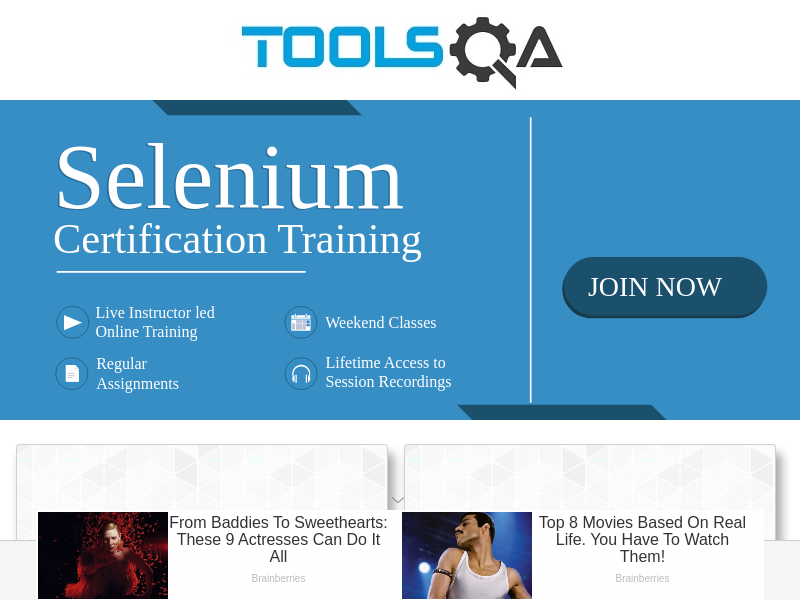 TOOLSQA
Selenium
Certification Training
JOIN NOW
Live Instructor led
Online Training
Weekend Classes
Regular
Assignments
Lifetime Access to
Session Recordings
From Baddies To Sweethearts:
These 9 Actresses Can Do It
All
Brainberries
Top 8 Movies Based On Real
Life. You Have To Watch
Them!
Brainberries